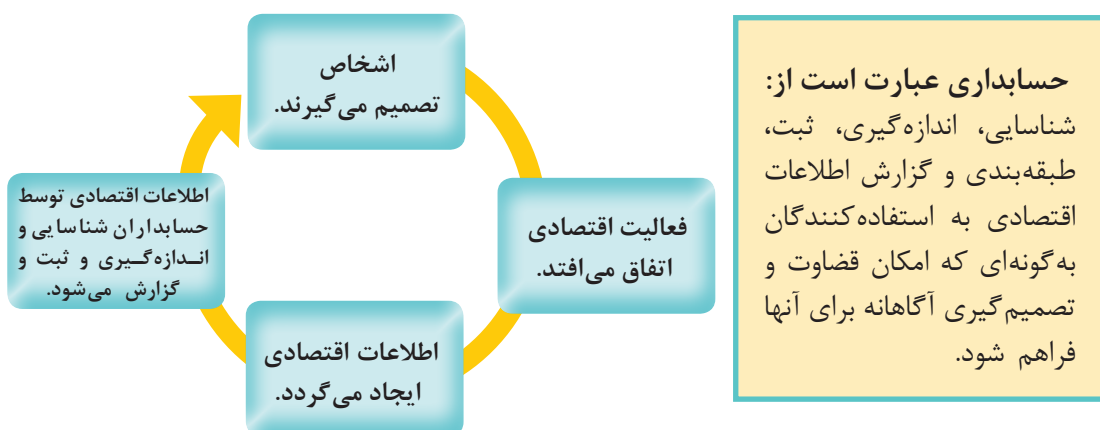 حسابداری عبارت است از:
شناسایی، اندازه‌گیری، ثبت،
طبقه‌بندی و گزارش اطلاعات
اقتصادی به استفاده‌کنندگان
به‌گونه‌ای که امکان قضاوت و
تصمیم‌گیری آگاهانه برای آنها
فراهم شود.
اشخاص
تصمیم می‌گیرند.
فعالیت اقتصادی
اتفاق می‌افتد.
اطلاعات اقتصادی
ایجاد می‌گردد.
اطلاعات اقتصادی توسط
حسابداران شناسایی و
انـدازه‌گـیری و ثبت و
گزارش می‌شود.